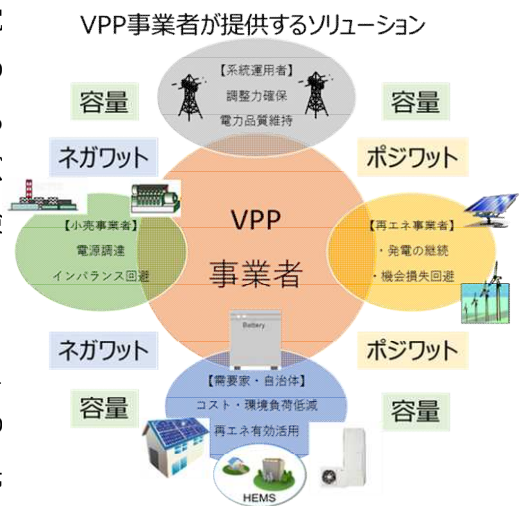 VPP事業者が提供するソリューション
【系統運用者】
調整力確保
電力品質維持
容量
容量
ネガワット
ポジワット
【小売事業者】
電源調達
インバランス回避
VPP
事業者
【再エネ事業者】
・発電の継続
・機会損失回避
Battery
ネガワット
ポジワット
【需要家・自治体】
コスト・環境負荷低減
再エネ有効活用
容量
容量
HEMS